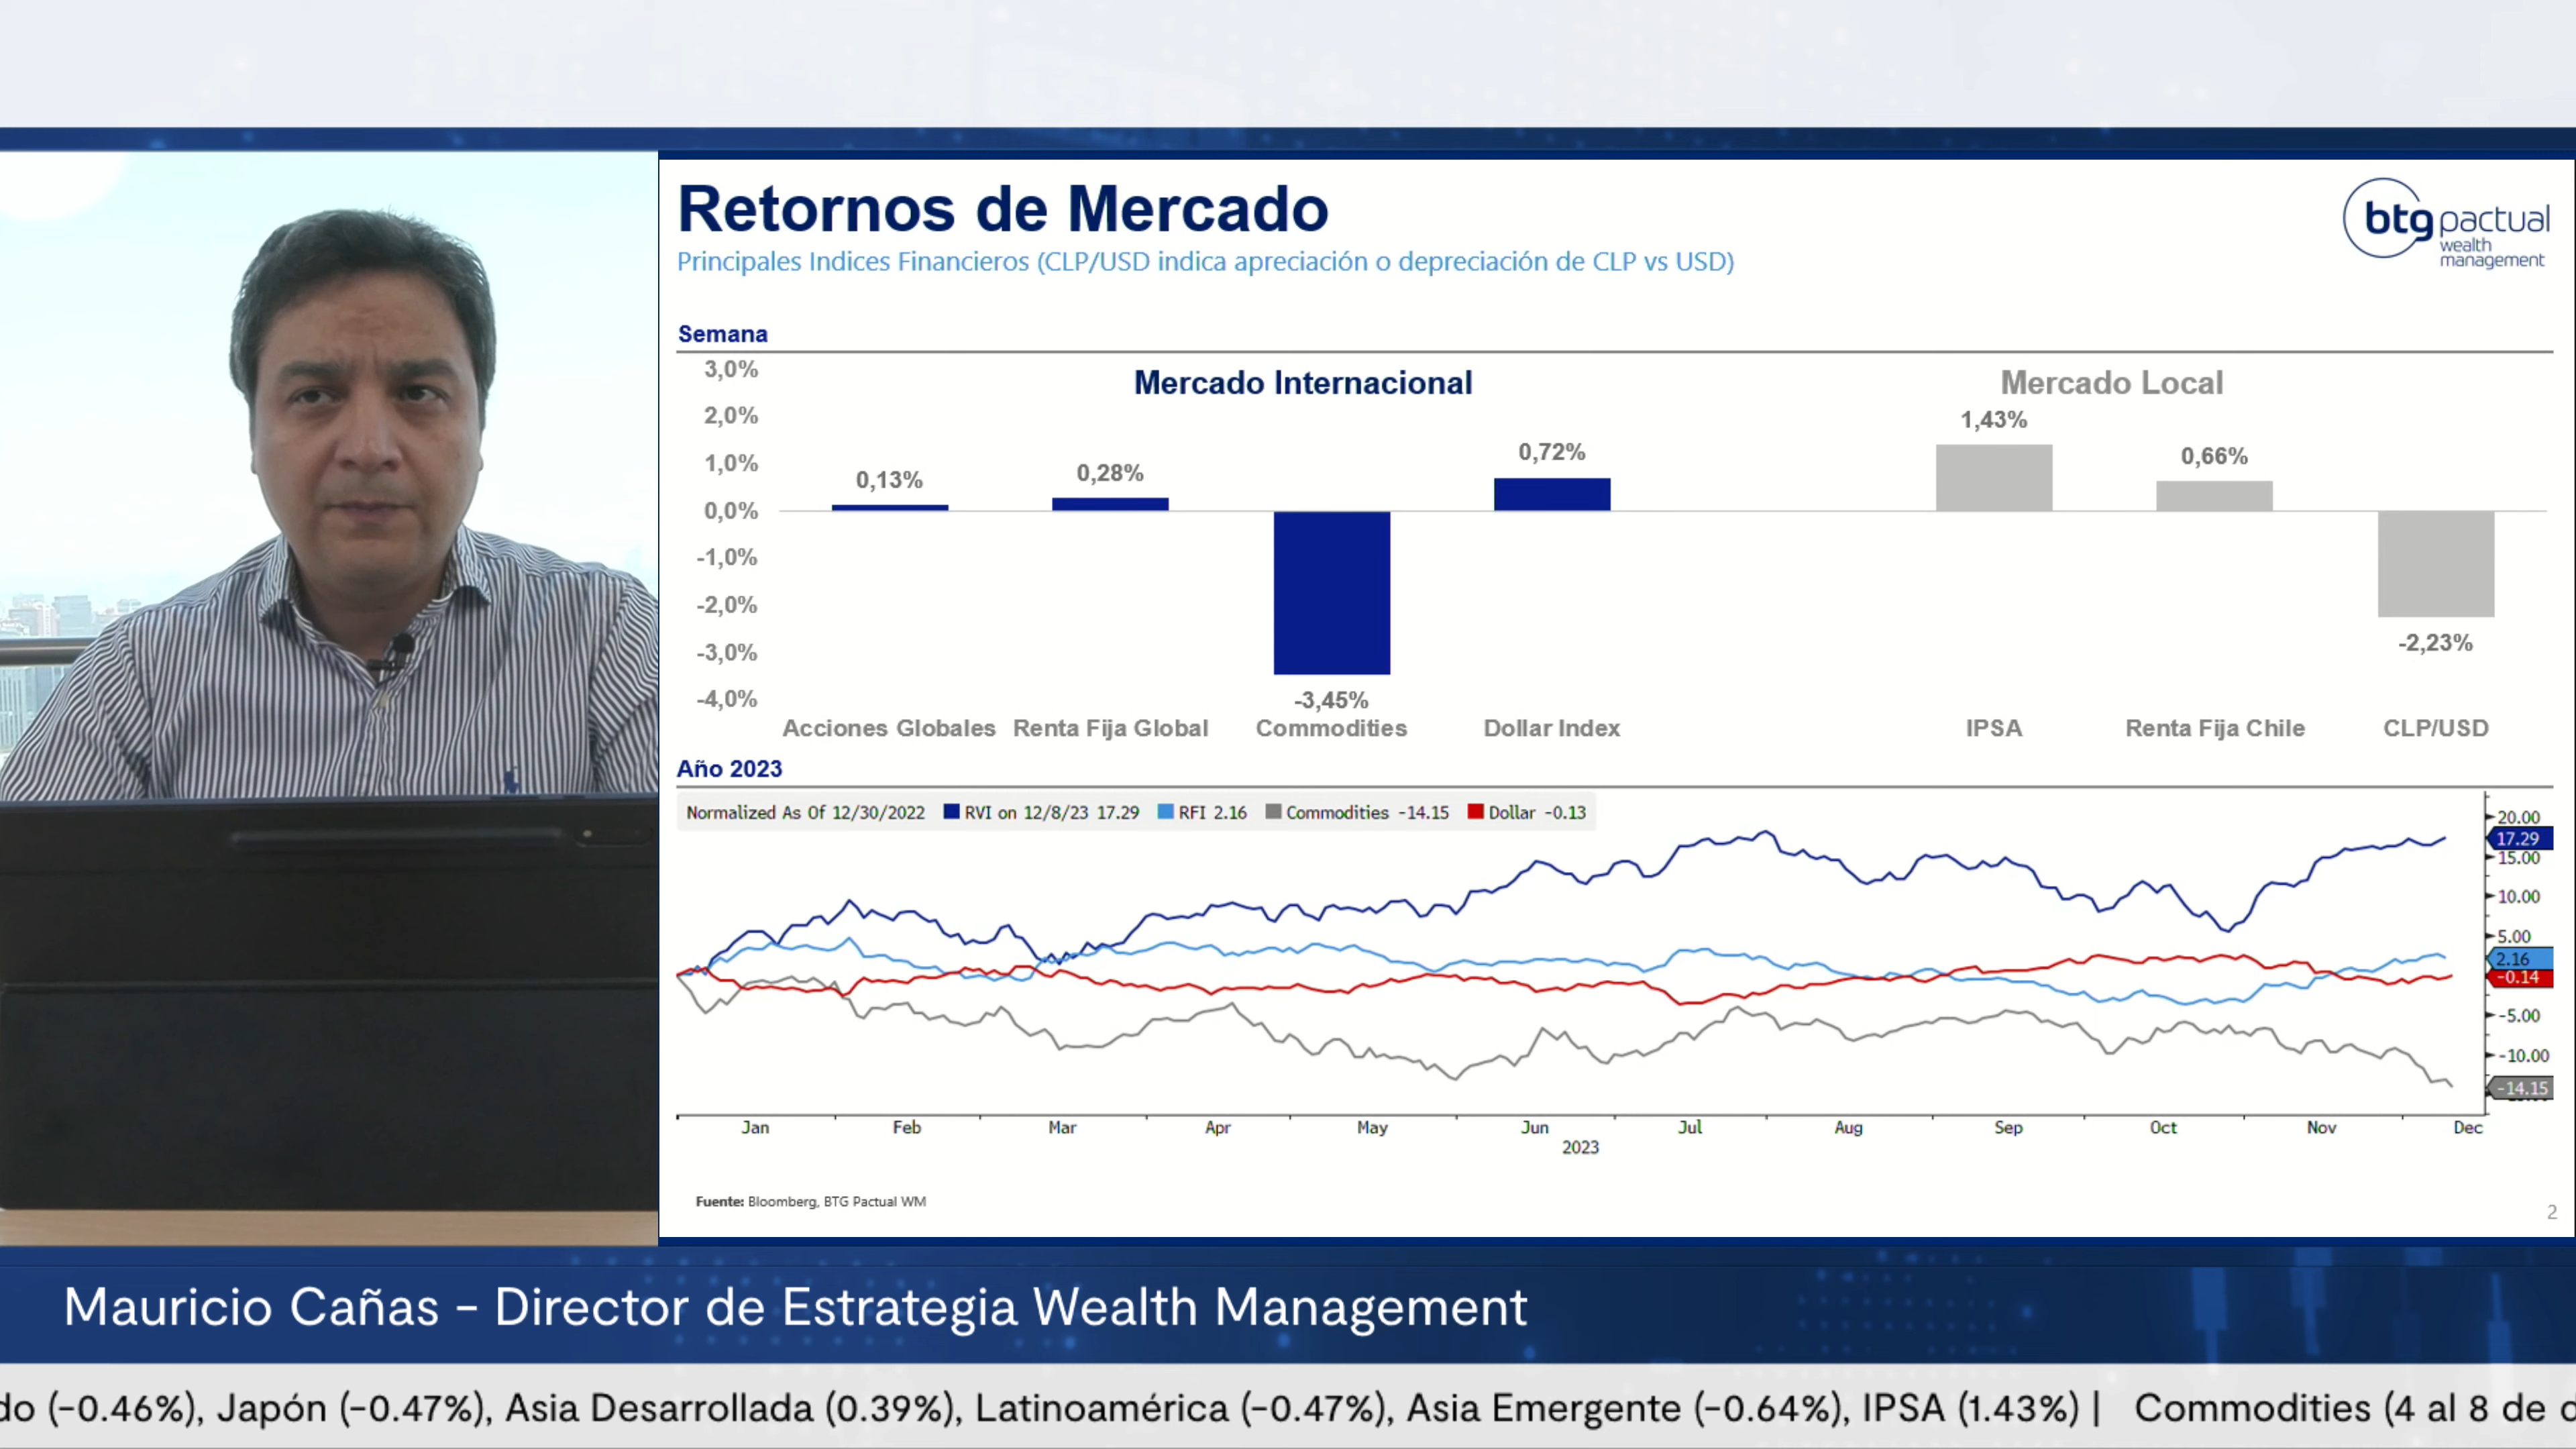 Retornos de Mercado
btg pactual
wealth
management
Principales Indices Financieros (CLP/USD indica apreciación o depreciación de CLP vs USD)
Semana
Mercado Internacional
Mercado Local
3,0%
2,0%
1,0%
0,0%
-1,0%
-2,0%
-3,0%
-4,0%
0,13%
0,28%
-3,45%
0,72%
1,43%
0,66%
-2,23%
Acciones Globales Renta Fija Global Commodities Dollar Index IPSA Renta Fija Chile CLP/USD
Año 2023
Normalized As Of 12/30/2022 RVI on 12/8/23 17.29 RFI 2.16 Commodities -14.15 Dollar -0.13
20.00
17.29
15.00
10.00
5.00
2.16
-0.14
-5.00
-10.00
-14.15
Jan Feb Mar Apr May Jun Jul Aug Sep Oct Nov Dec
2023
Fuente: Bloomberg, BTG Pactual WM
2
Mauricio Cañas - Director de Estrategia Wealth Management
do (-0.46%), Japón (-0.47%), Asia Desarrollada (0.39%), Latinoamérica (-0.47%), Asia Emergente (-0.64%), IPSA (1.43%) | Commodities (4 al 8 de